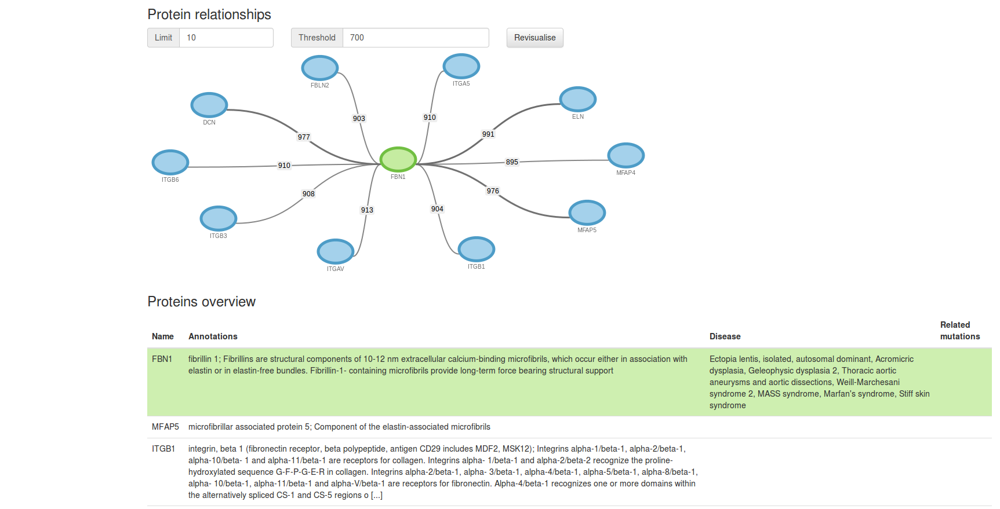 Protein relationships
Limit 10 Threshold 700 Revisualise
FBLN2 ITGA5
DCN ELN
903 910
977 991
ITGB6 910 FBN1 895 MFAP4
908 976
913 904
ITGB3 MFAP5
ITGAV ITGB1
Proteins overview
Name Annotations Disease Related
mutations
FBN1 fibrillin 1; Fibrillins are structural components of 10-12 nm extracellular calcium-binding microfibrils, which occur either in association with Ectopia lentis, isolated, autosomal dominant, Acromicric
elastin or in elastin-free bundles. Fibrillin-1- containing microfibrils provide long-term force bearing structural support dysplasia, Geleophysic dysplasia 2, Thoracic aortic
aneurysms and aortic dissections, Weill-Marchesani
syndrome 2, MASS syndrome, Marfan's syndrome, Stiff skin
syndrome
MFAP5 microfibrillar associated protein 5; Component of the elastin-associated microfibrils
ITGB1 integrin, beta 1 (fibronectin receptor, beta polypeptide, antigen CD29 includes MDF2, MSK12); Integrins alpha-1/beta-1, alpha-2/beta-1,
alpha-10/beta- 1 and alpha-11/beta-1 are receptors for collagen. Integrins alpha- 1/beta-1 and alpha-2/beta-2 recognize the proline-
hydroxylated sequence G-F-P-G-E-R in collagen. Integrins alpha-2/beta-1, alpha- 3/beta-1, alpha-4/beta-1, alpha-5/beta-1, alpha-8/beta-1,
alpha- 10/beta-1, alpha-11/beta-1 and alpha-V/beta-1 are receptors for fibronectin. Alpha-4/beta-1 recognizes one or more domains within
the alternatively spliced CS-1 and CS-5 regions o [...]